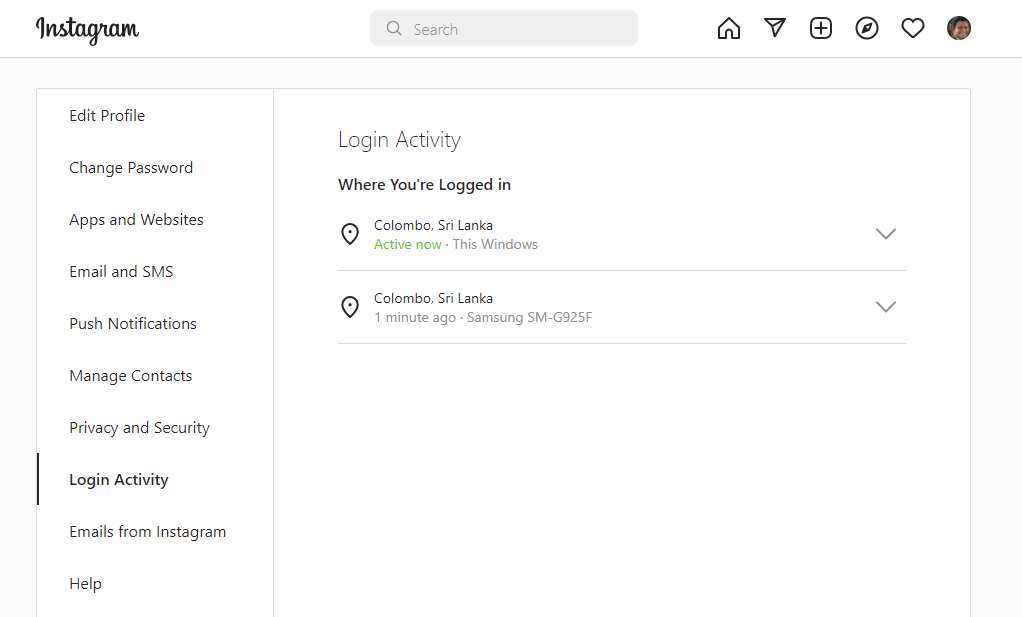 Instagram
Search
Edit Profile
Change Password
Apps and Websites
Email and SMS
Push Notifications
Manage Contacts
Privacy and Security
Login Activity
Emails from Instagram
Help
Login Activity
Where You're Logged in
Colombo, Sri Lanka
Active now · This Windows
Colombo, Sri Lanka
1 minute ago · Samsung SM-G925F